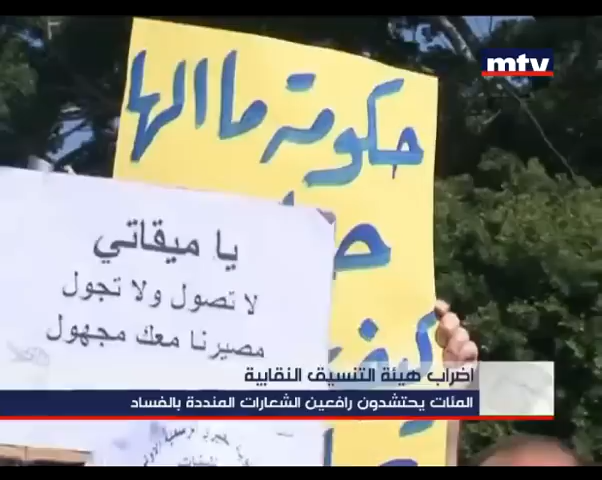 mtv
حكومة ما الها
يا ميقاتي
لا تصول ولا تجول
مصيرنا معك مجهول
اضراب هيئة التنسيق النقابية
المئات يحتشدون رافعين الشعارات المنددة بالفساد